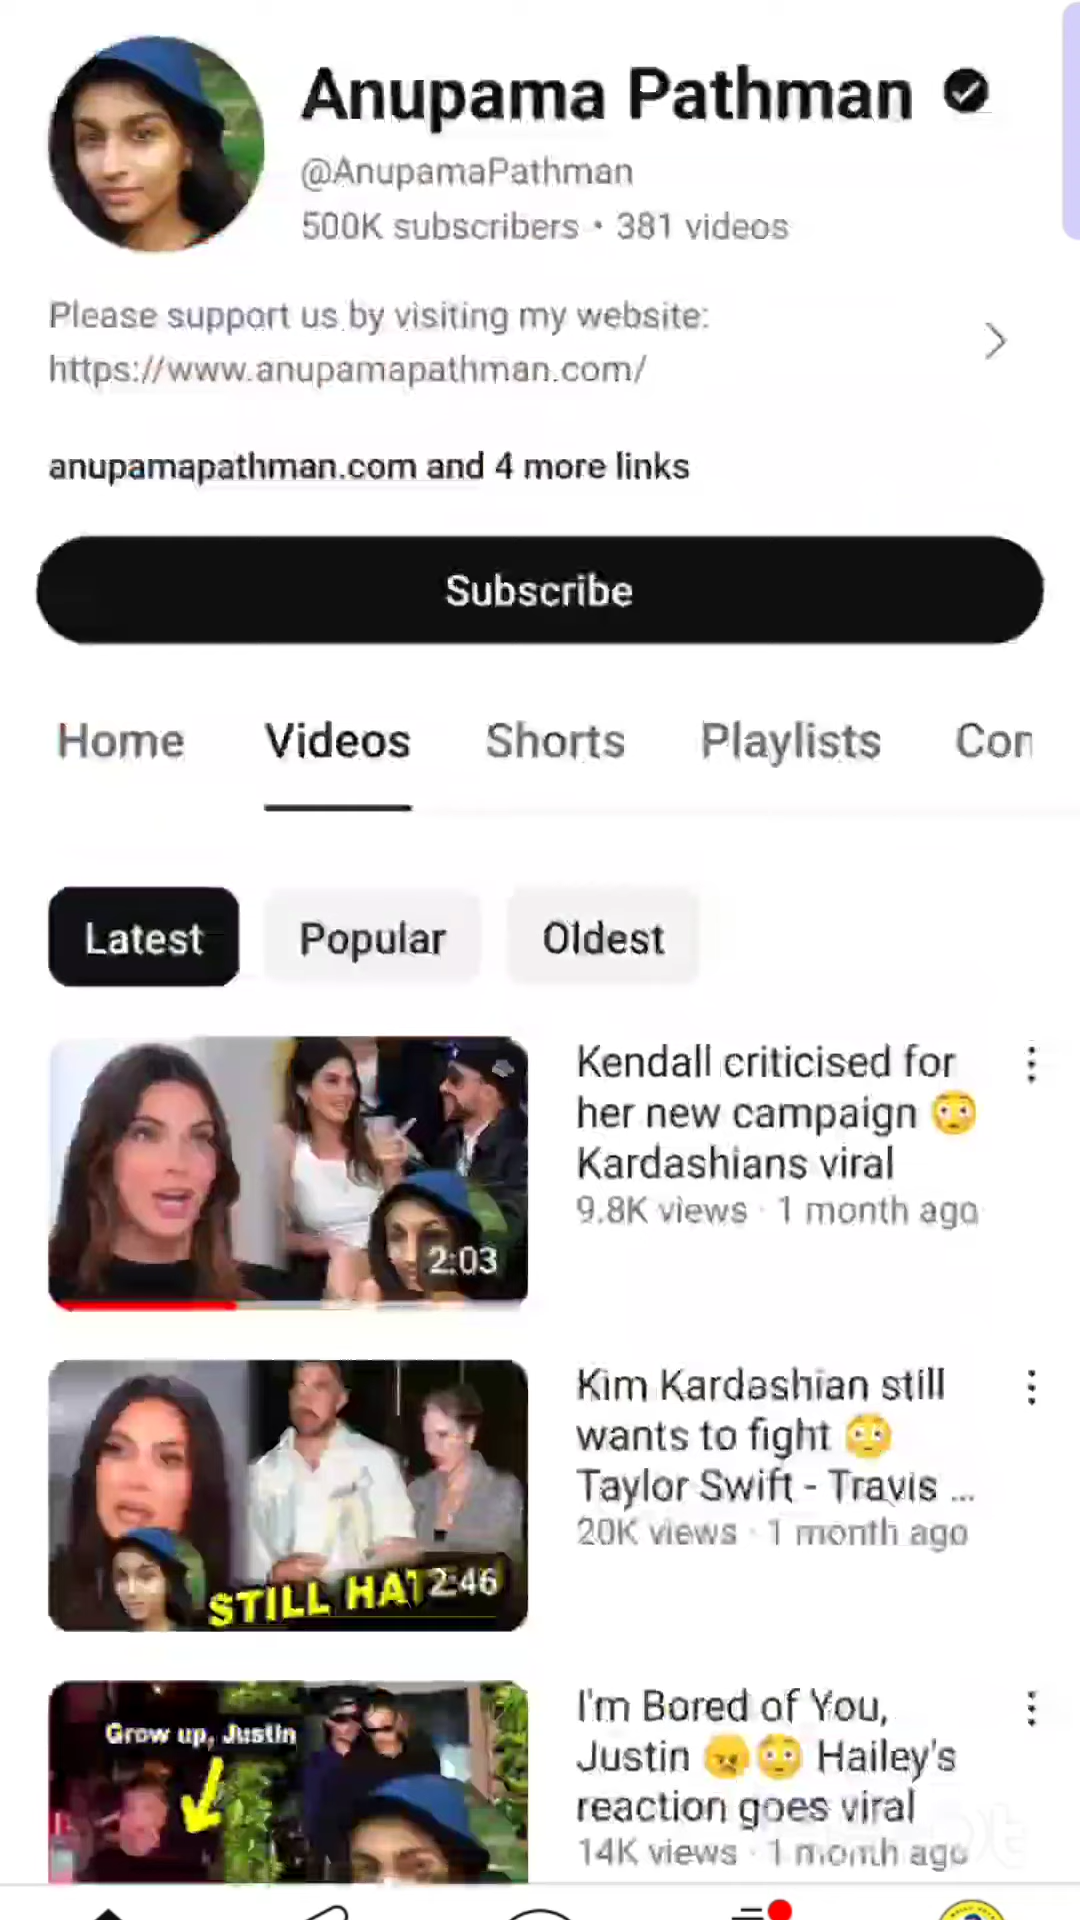 Anupama Pathman
@AnupamaPathman
500K subscribers • 381 videos
Please support us by visiting my website:
https://www.anupamapathman.com/
anupamapathman.com and 4 more links
Subscribe
Home Videos Shorts Playlists Con
Latest Popular Oldest
Kendall criticised for
her new campaign 😳
Kardashians viral
9.8K views · 1 month ago
2:03
Kim Kardashian still
wants to fight 😳
Taylor Swift - Travis ...
20K views · 1 month ago
STILL HAT
2:46
Grow up, Justin
I'm Bored of You,
Justin 😠😳 Hailey's
reaction goes viral
14K views · 1 month ago